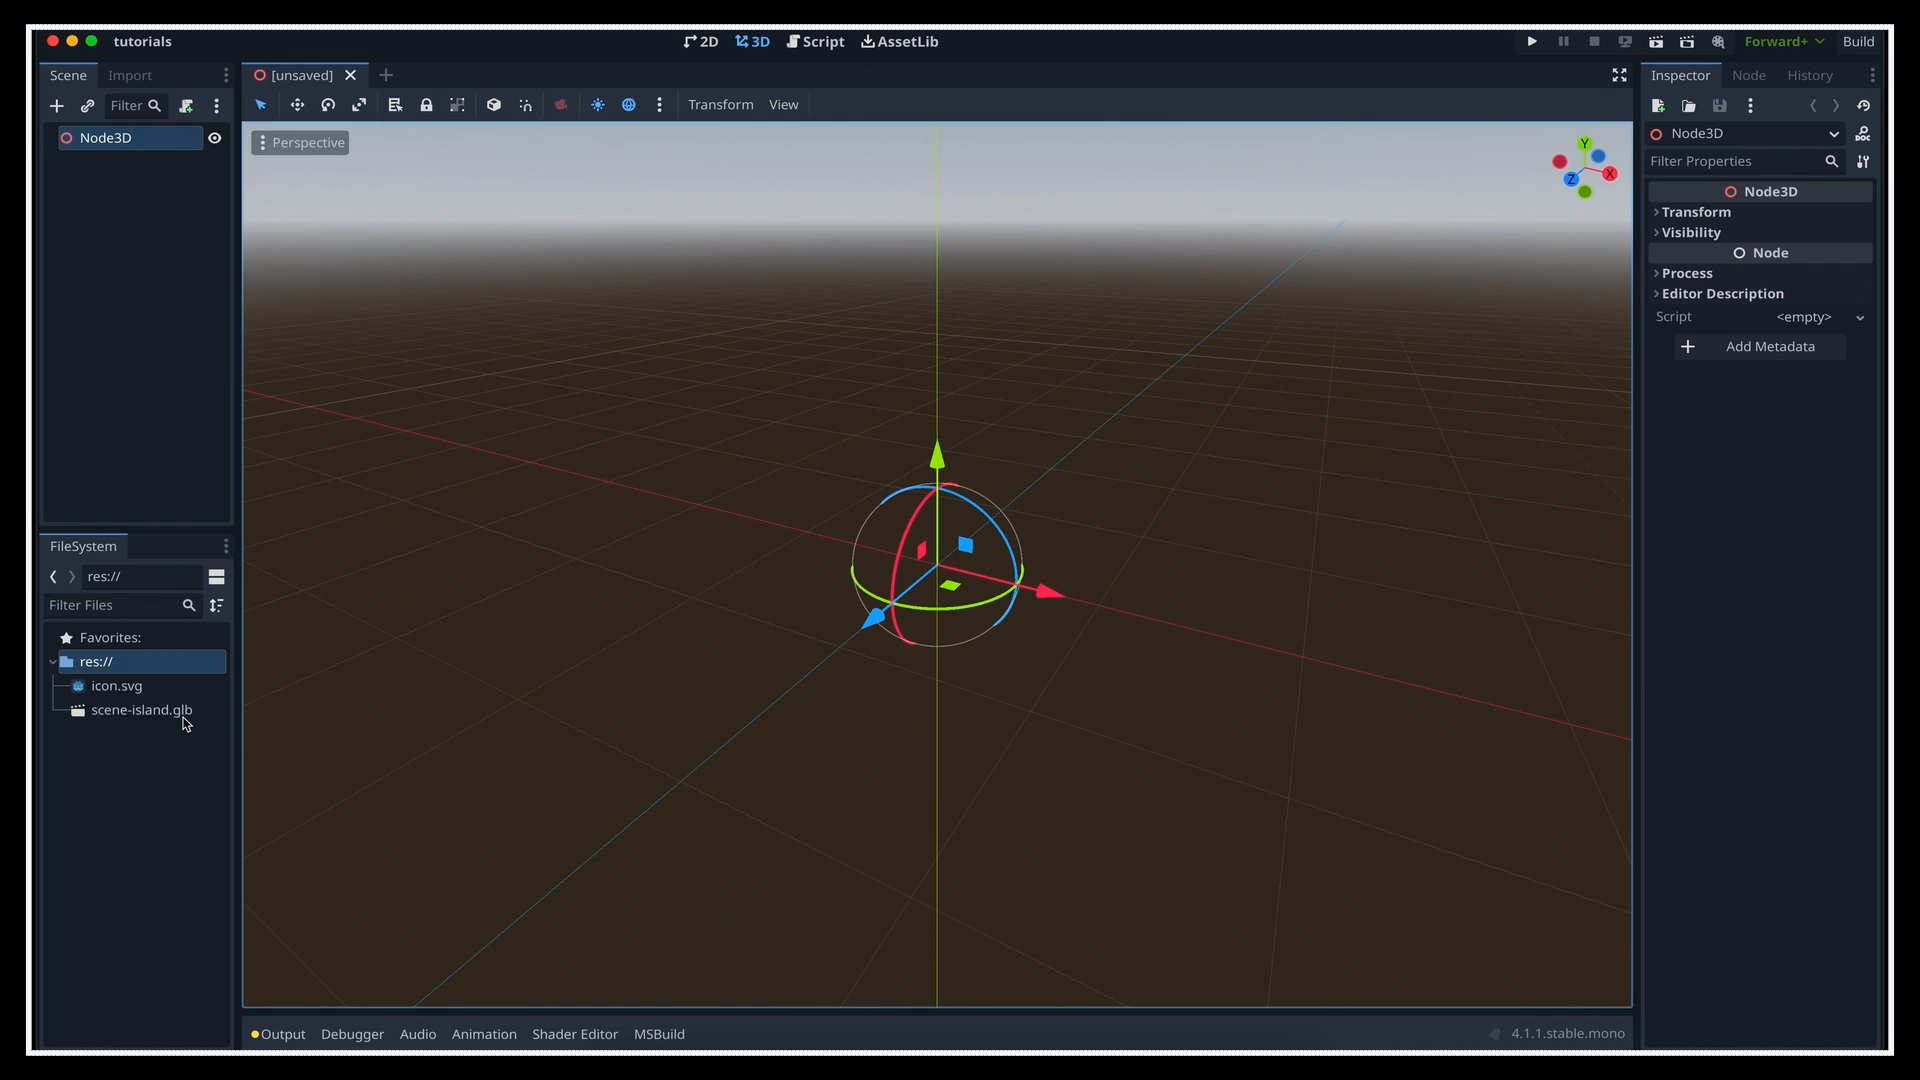 tutorials
2D 3D Script AssetLib
Forward+ Build
Scene Import
[unsaved]
Inspector Node History
Filter
Transform View
Node3D
Perspective
Y
X
Z
Node3D
Filter Properties
Node3D
Transform
Visibility
Node
Process
Editor Description
Script <empty>
Add Metadata
FileSystem
res://
Filter Files
Favorites:
res://
icon.svg
scene-island.glb
Output Debugger Audio Animation Shader Editor MSBuild
4.1.1.stable.mono